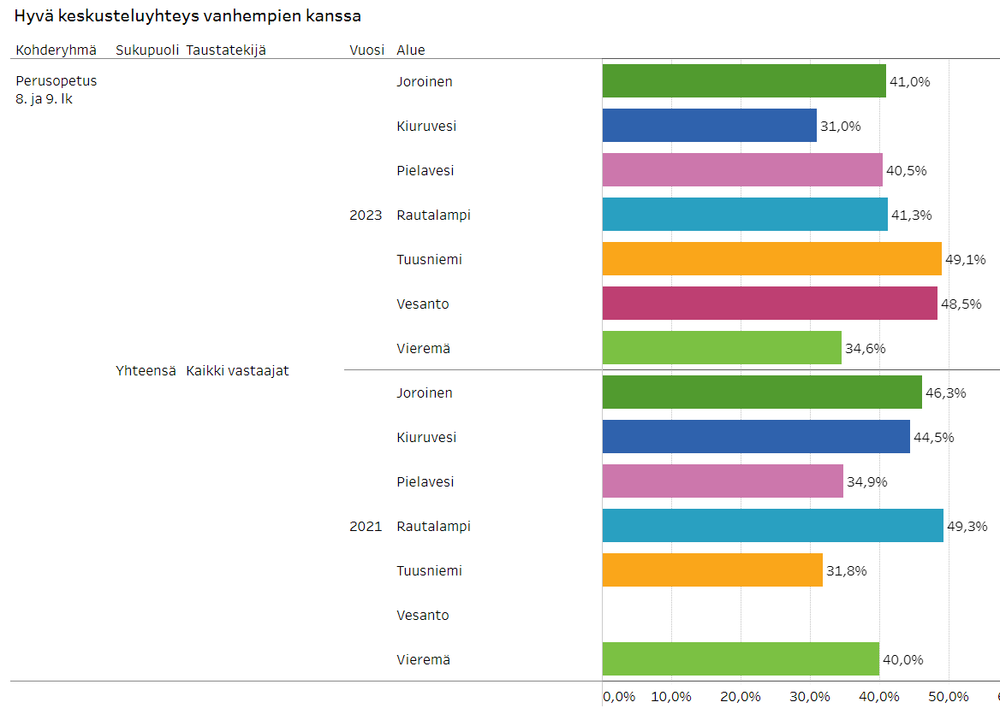 Hyvä keskusteluyhteys vanhempien kanssa
Kohderyhmä Sukupuoli Taustatekijä Vuosi Alue
Perusopetus
8. ja 9. lk
Yhteensä Kaikki vastaajat
2023
Joroinen 41,0%
Kiuruvesi 31,0%
Pielavesi 40,5%
Rautalampi 41,3%
Tuusniemi 49,1%
Vesanto 48,5%
Vieremä 34,6%
2021
Joroinen 46,3%
Kiuruvesi 44,5%
Pielavesi 34,9%
Rautalampi 49,3%
Tuusniemi 31,8%
Vesanto
Vieremä 40,0%
0,0% 10,0% 20,0% 30,0% 40,0% 50,0%